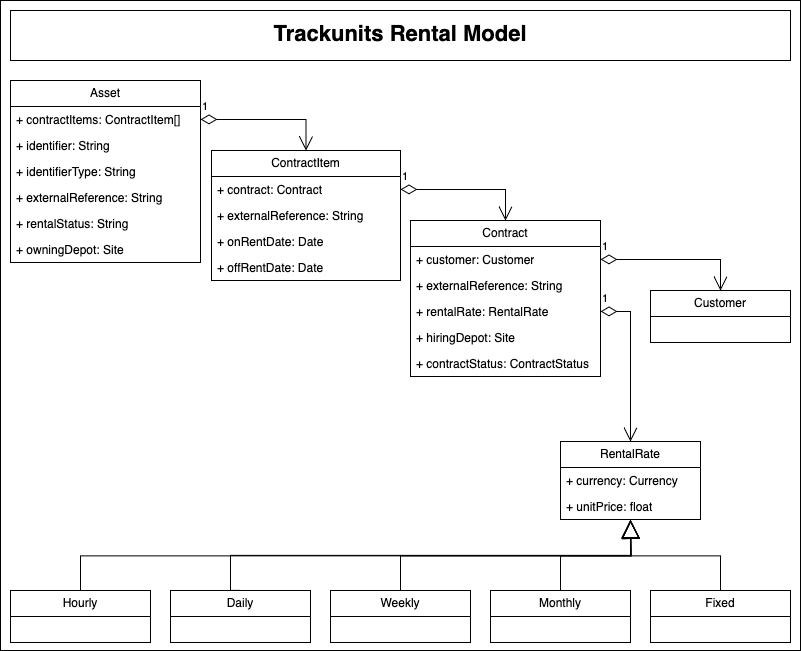 Trackunits Rental Model
Asset
+ contractItems: ContractItem[]
+ identifier: String
+ identifierType: String
+ externalReference: String
+ rentalStatus: String
+ owningDepot: Site
1
ContractItem
+ contract: Contract
+ externalReference: String
+ onRentDate: Date
+ offRentDate: Date
1
Contract
+ customer: Customer
+ externalReference: String
+ rentalRate: RentalRate
+ hiringDepot: Site
+ contractStatus: ContractStatus
1
1
Customer
RentalRate
+ currency: Currency
+ unitPrice: float
Hourly
Daily
Weekly
Monthly
Fixed